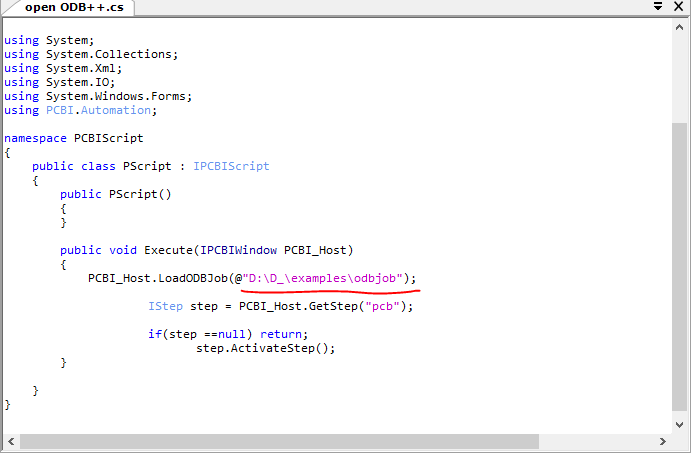 open ODB++.cs
using System;
using System.Collections;
using System.Xml;
using System.IO;
using System.Windows.Forms;
using PCBI.Automation;
namespace PCBIScript
{
public class PScript : IPCBIScript
{
public PScript()
{
}
public void Execute(IPCBIWindow PCBI_Host)
{
PCBI_Host.LoadODBJob(@"D:\D_\examples\odbjob");
IStep step = PCBI_Host.GetStep("pcb");
if(step ==null) return;
step.ActivateStep();
}
}
}